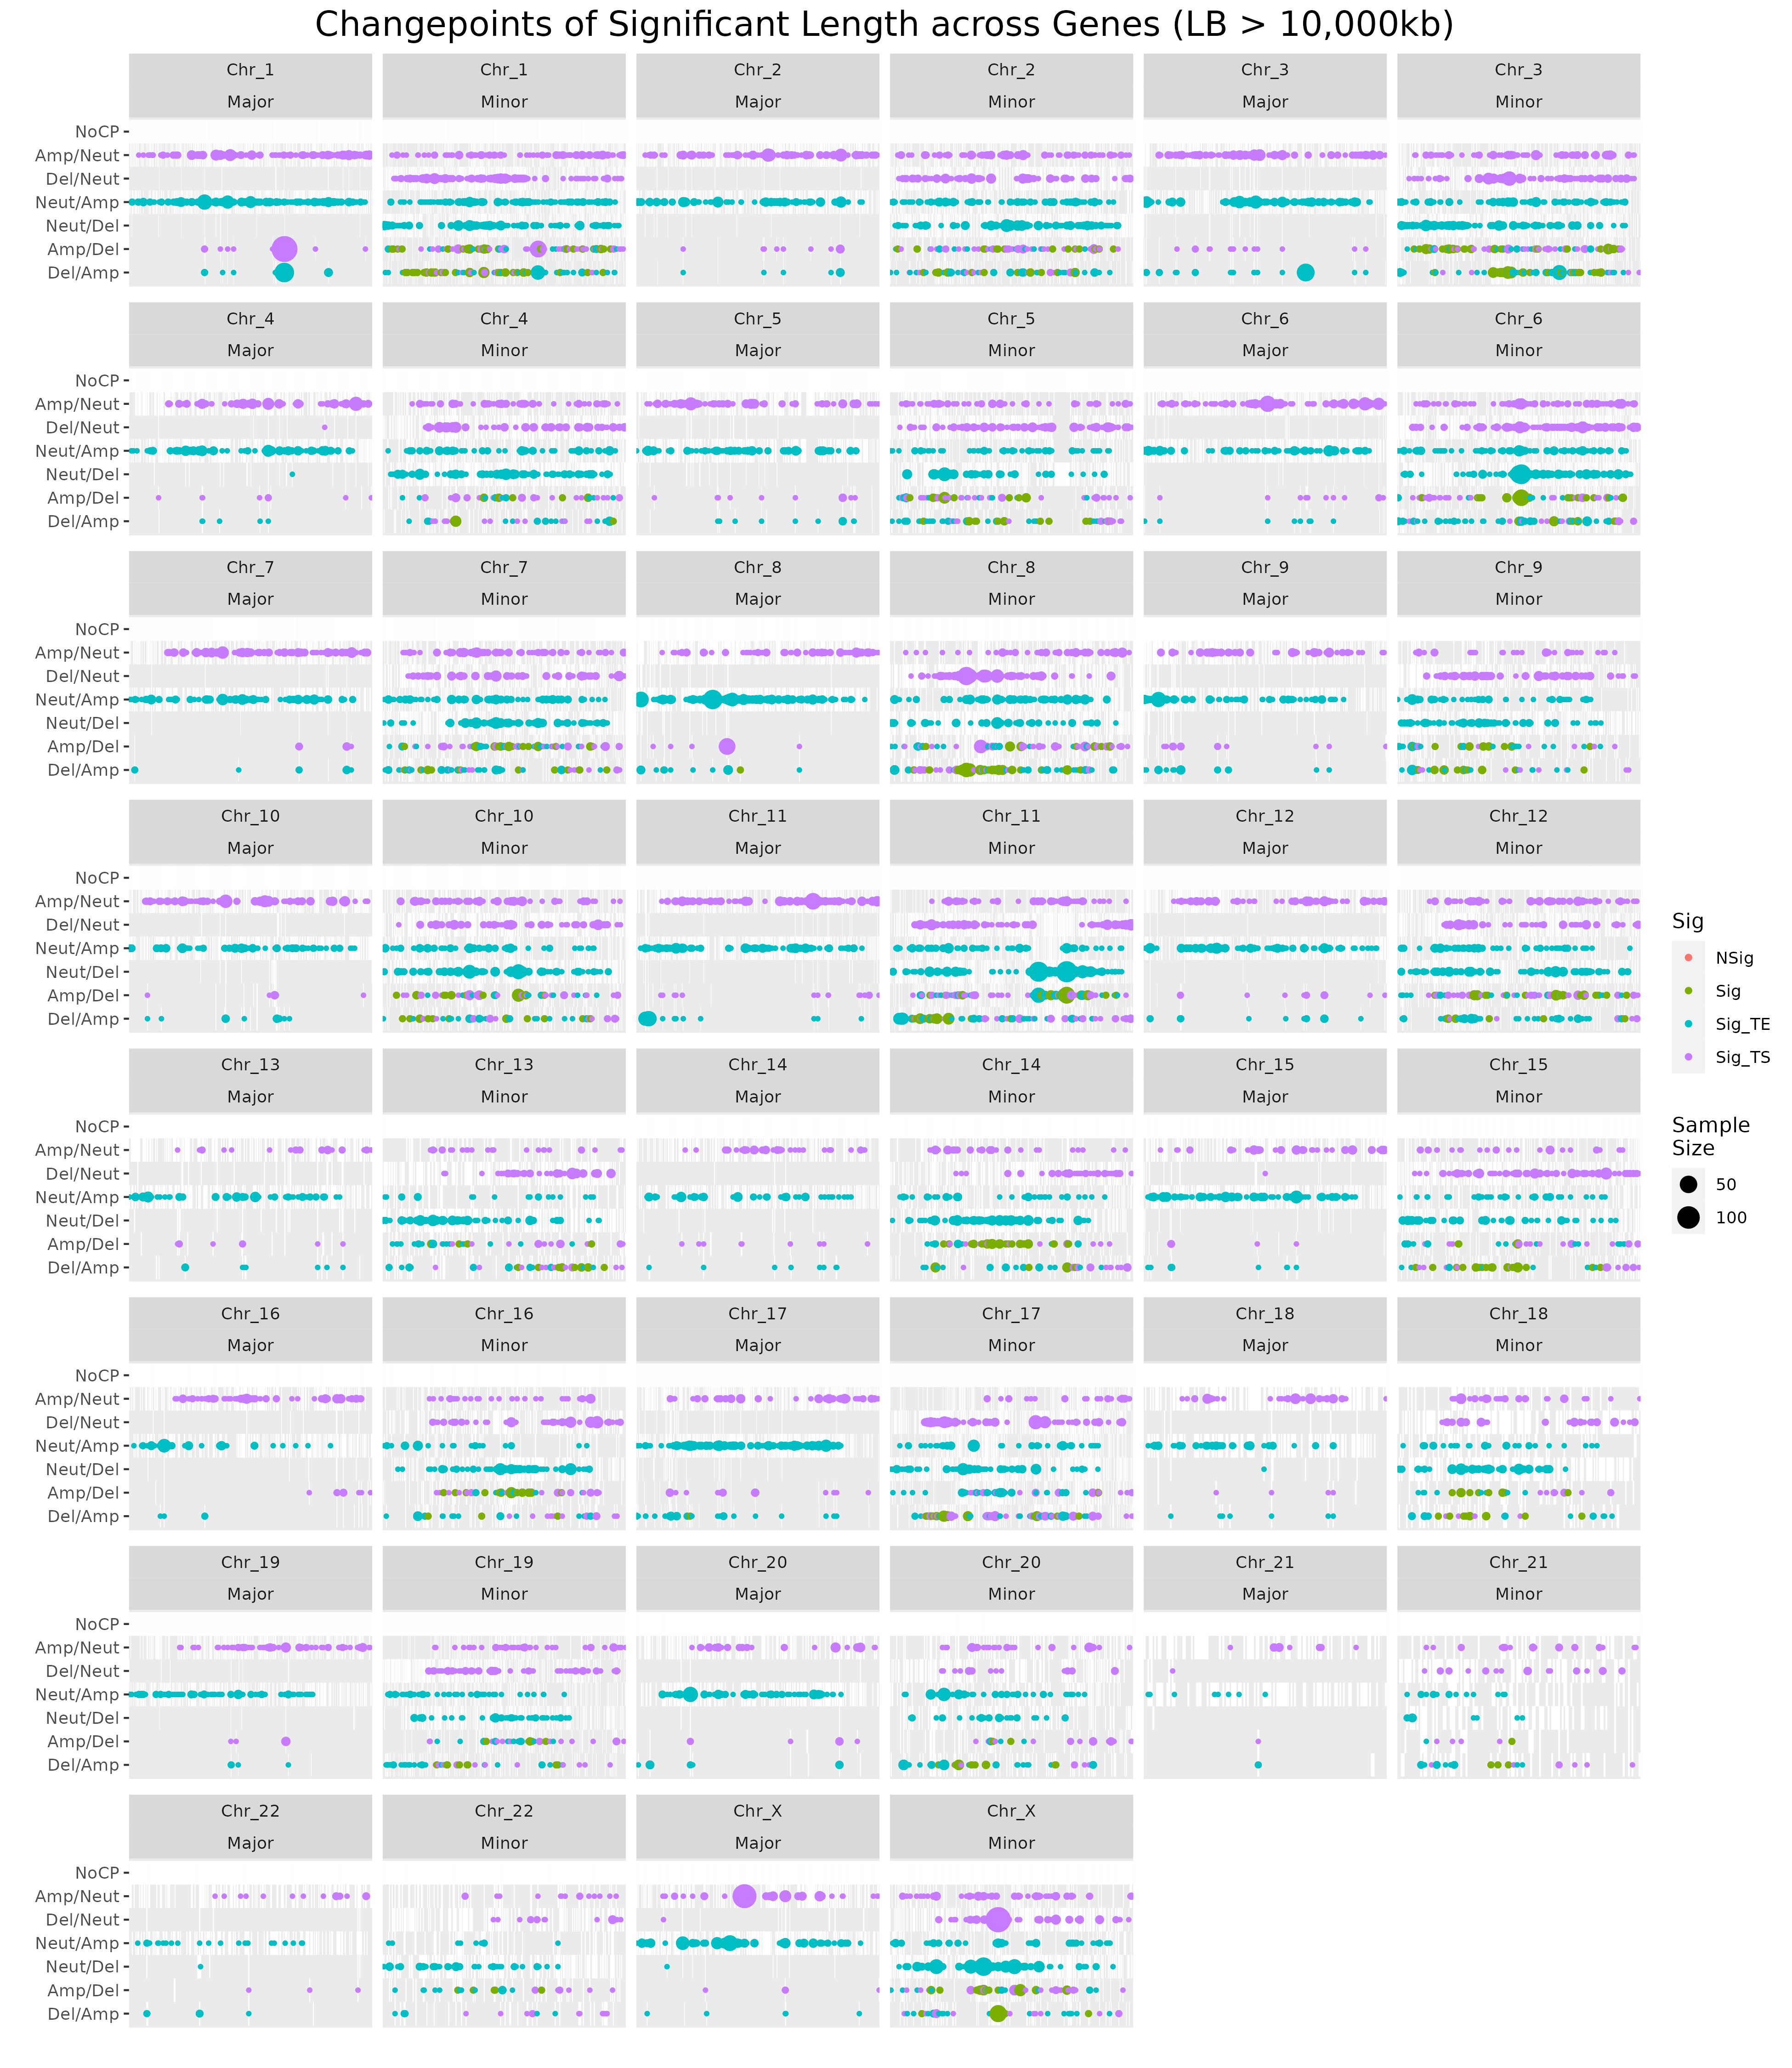 Changepoints of Significant Length across Genes (LB > 10,000kb)
Chr_1 Chr_1 Chr_2 Chr_2 Chr_3 Chr_3
Major Minor Major Minor Major Minor
NoCP
Amp/Neut
Del/Neut
Neut/Amp
Neut/Del
Amp/Del
Del/Amp
Chr_4 Chr_4 Chr_5 Chr_5 Chr_6 Chr_6
Major Minor Major Minor Major Minor
NoCP
Amp/Neut
Del/Neut
Neut/Amp
Neut/Del
Amp/Del
Del/Amp
Chr_7 Chr_7 Chr_8 Chr_8 Chr_9 Chr_9
Major Minor Major Minor Major Minor
NoCP
Amp/Neut
Del/Neut
Neut/Amp
Neut/Del
Amp/Del
Del/Amp
Chr_10 Chr_10 Chr_11 Chr_11 Chr_12 Chr_12
Major Minor Major Minor Major Minor
NoCP
Amp/Neut
Del/Neut
Neut/Amp
Neut/Del
Amp/Del
Del/Amp
Chr_13 Chr_13 Chr_14 Chr_14 Chr_15 Chr_15
Major Minor Major Minor Major Minor
NoCP
Amp/Neut
Del/Neut
Neut/Amp
Neut/Del
Amp/Del
Del/Amp
Chr_16 Chr_16 Chr_17 Chr_17 Chr_18 Chr_18
Major Minor Major Minor Major Minor
NoCP
Amp/Neut
Del/Neut
Neut/Amp
Neut/Del
Amp/Del
Del/Amp
Chr_19 Chr_19 Chr_20 Chr_20 Chr_21 Chr_21
Major Minor Major Minor Major Minor
NoCP
Amp/Neut
Del/Neut
Neut/Amp
Neut/Del
Amp/Del
Del/Amp
Chr_22 Chr_22 Chr_X Chr_X
Major Minor Major Minor
NoCP
Amp/Neut
Del/Neut
Neut/Amp
Neut/Del
Amp/Del
Del/Amp
Sig
NSig
Sig
Sig_TE
Sig_TS
Sample
Size
50
100